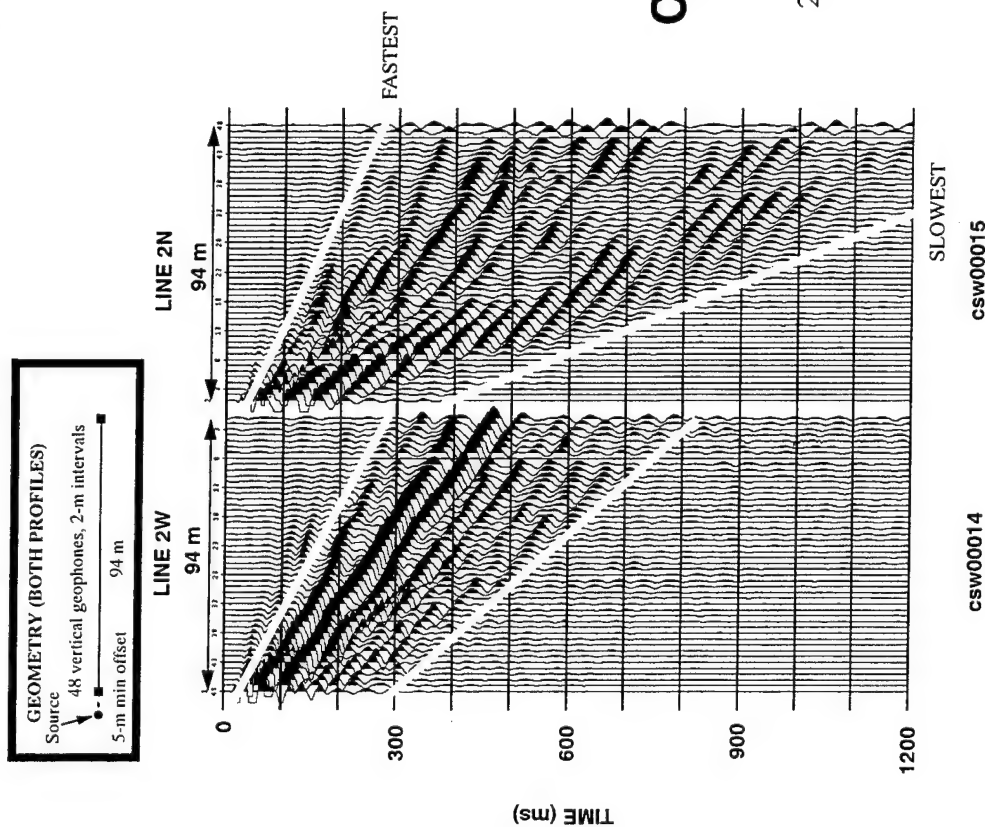 GEOMETRY (BOTH PROFILES)
Source
48 vertical geophones, 2-m intervals
5-m min offset 94 m
LINE 2W
94 m
LINE 2N
94 m
FASTEST
SLOWEST
0
300
600
900
1200
TIME (ms)
csw00014
csw00015